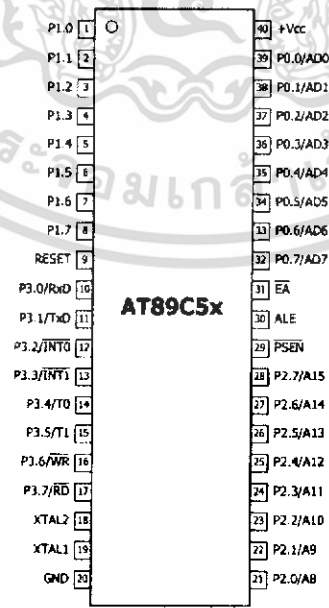 P1.0 1 40 +Vcc
P1.1 2 39 P0.0/AD0
P1.2 3 38 P0.1/AD1
P1.3 4 37 P0.2/AD2
P1.4 5 36 P0.3/AD3
P1.5 6 35 P0.4/AD4
P1.6 7 34 P0.5/AD5
P1.7 8 33 P0.6/AD6
RESET 9 32 P0.7/AD7
P3.0/RxD 10 31 EA
P3.1/TxD 11 30 ALE
AT89C5x
P3.2/INT0 12 29 PSEN
P3.3/INT1 13 28 P2.7/A15
P3.4/T0 14 27 P2.6/A14
P3.5/T1 15 26 P2.5/A13
P3.6/WR 16 25 P2.4/A12
P3.7/RD 17 24 P2.3/A11
XTAL2 18 23 P2.2/A10
XTAL1 19 22 P2.1/A9
GND 20 21 P2.0/A8